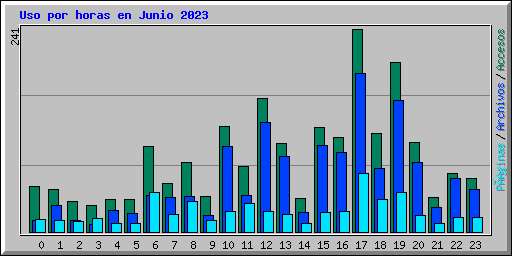 Uso por horas en Junio 2023
241
Páginas / Archivos / Accesos
0 1 2 3 4 5 6 7 8 9 10 11 12 13 14 15 16 17 18 19 20 21 22 23